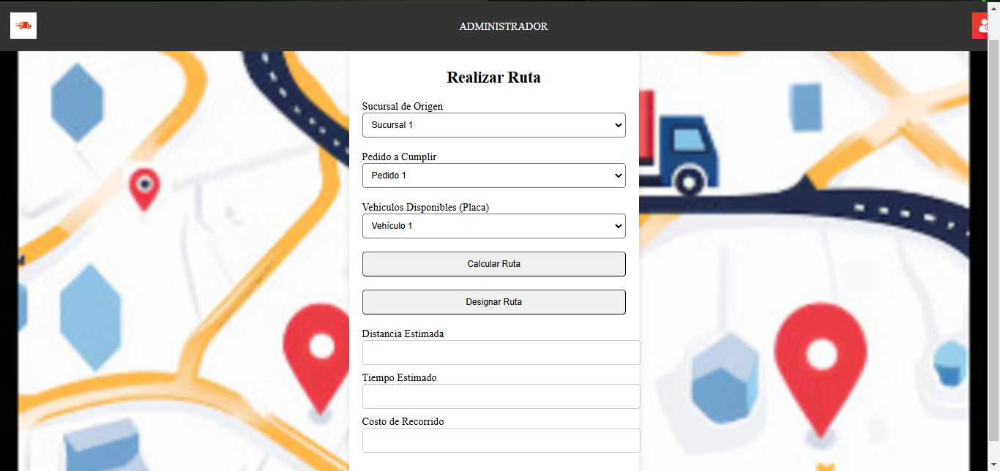 ADMINISTRADOR
Realizar Ruta
Sucursal de Origen
Sucursal 1
Pedido a Cumplir
Pedido 1
Vehículos Disponibles (Placa)
Vehículo 1
Calcular Ruta
Designar Ruta
Distancia Estimada
Tiempo Estimado
Costo de Recorrido